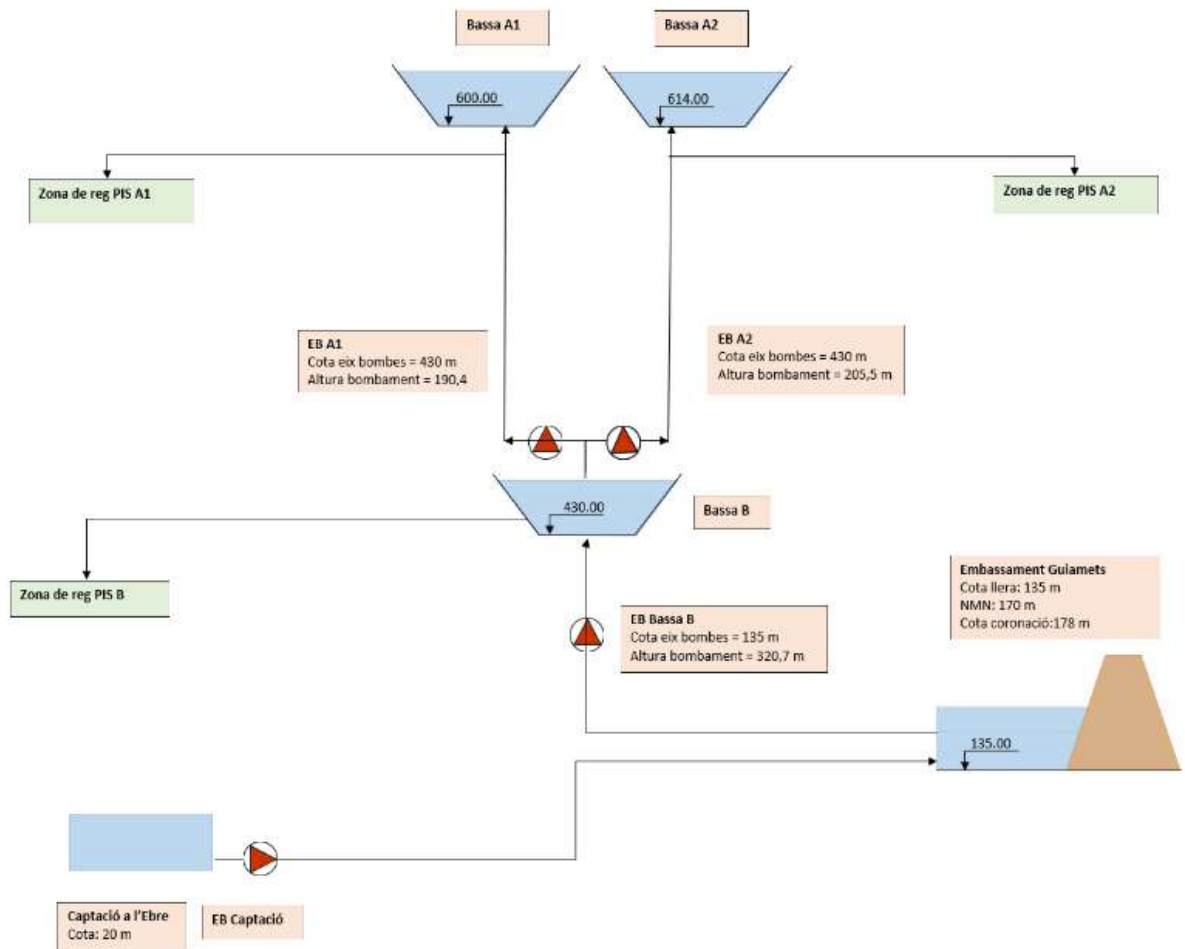 Bassa A1
Bassa A2
600.00
614.00
Zona de reg PIS A1
Zona de reg PIS A2
EB A1
Cota eix bombes = 430 m
Altura bombament = 190,4
EB A2
Cota eix bombes = 430 m
Altura bombament = 205,5 m
430.00
Bassa B
Zona de reg PIS B
EB Bassa B
Cota eix bombes = 135 m
Altura bombament = 320,7 m
Embassament Guiamets
Cota llera: 135 m
NMN: 170 m
Cota coronació:178 m
135.00
Captació a l'Ebre
Cota: 20 m
EB Captació